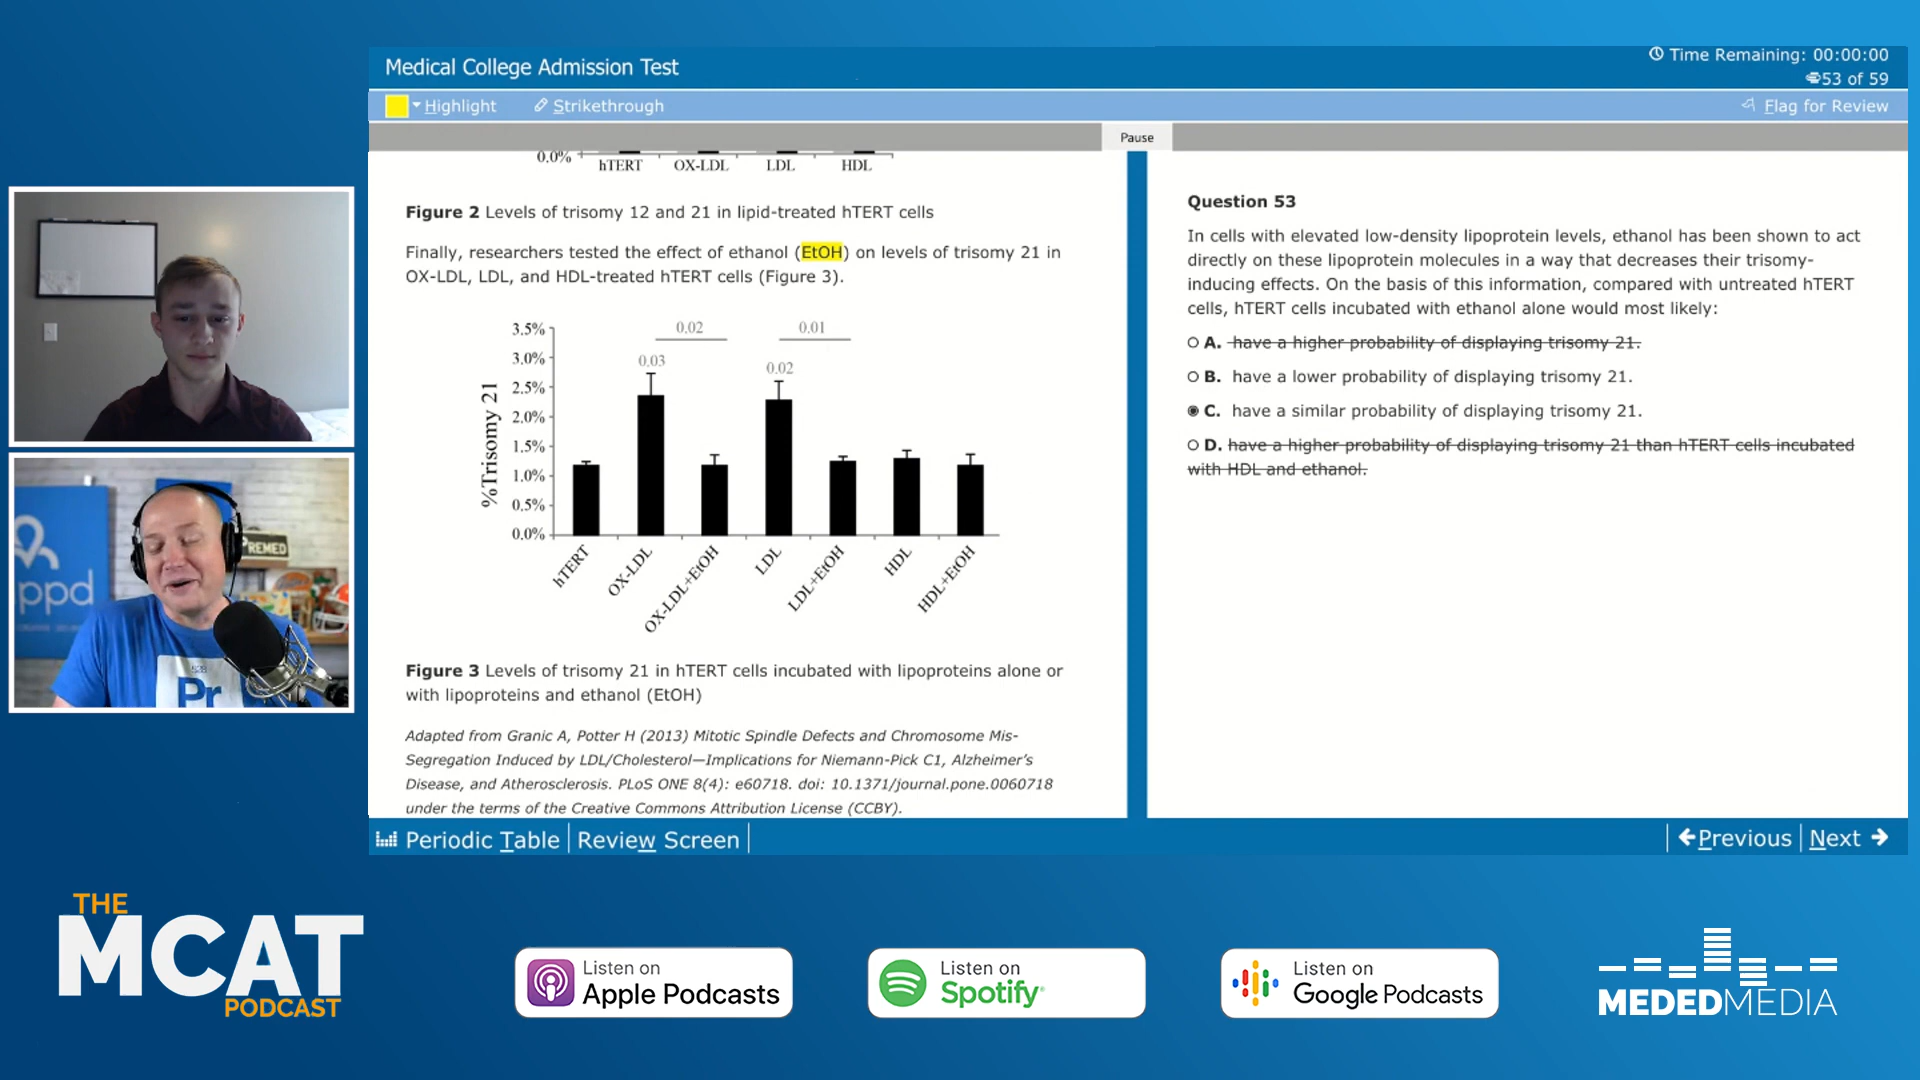 Medical College Admission Test
Time Remaining: 00:00:00
53 of 59
Highlight
Strikethrough
Flag for Review
Pause
0.0%
hTERT OX-LDL LDL HDL
Figure 2 Levels of trisomy 12 and 21 in lipid-treated hTERT cells
Finally, researchers tested the effect of ethanol (EtOH) on levels of trisomy 21 in
OX-LDL, LDL, and HDL-treated hTERT cells (Figure 3).
%Trisomy 21
3.5%
3.0%
2.5%
2.0%
1.5%
1.0%
0.5%
0.0%
0.02
0.01
0.03
0.02
hTERT
OX-LDL
OX-LDL+EtOH
LDL
LDL+EtOH
HDL
HDL+EtOH
Figure 3 Levels of trisomy 21 in hTERT cells incubated with lipoproteins alone or
with lipoproteins and ethanol (EtOH)
Adapted from Granic A, Potter H (2013) Mitotic Spindle Defects and Chromosome Mis-
Segregation Induced by LDL/Cholesterol—Implications for Niemann-Pick C1, Alzheimer's
Disease, and Atherosclerosis. PLoS ONE 8(4): e60718. doi: 10.1371/journal.pone.0060718
under the terms of the Creative Commons Attribution License (CCBY).
Question 53
In cells with elevated low-density lipoprotein levels, ethanol has been shown to act
directly on these lipoprotein molecules in a way that decreases their trisomy-
inducing effects. On the basis of this information, compared with untreated hTERT
cells, hTERT cells incubated with ethanol alone would most likely:
A. have a higher probability of displaying trisomy 21.
B. have a lower probability of displaying trisomy 21.
C. have a similar probability of displaying trisomy 21.
D. have a higher probability of displaying trisomy 21 than hTERT cells incubated
with HDL and ethanol.
Periodic Table
Review Screen
Previous
Next
ppd
PREMED
528
Pr
THE
MCAT
PODCAST
Listen on
Apple Podcasts
Listen on
Spotify
Listen on
Google Podcasts
MEDEDMEDIA